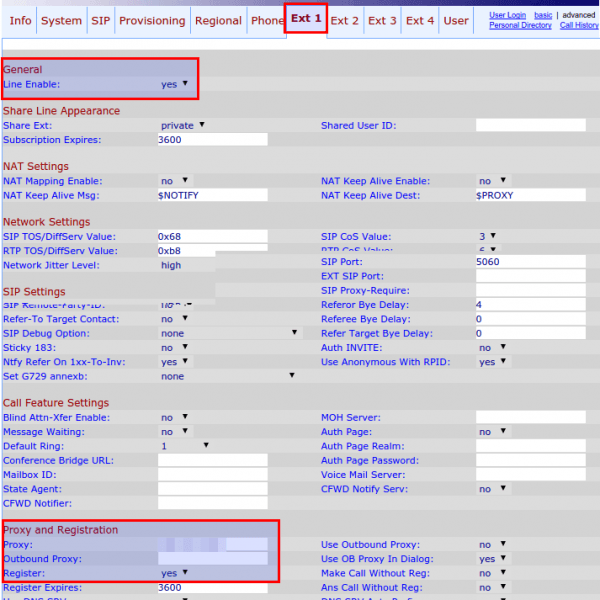 Info System SIP Provisioning Regional Phone Ext 1 Ext 2 Ext 3 Ext 4 User User Login basic | advanced
Personal Directory Call History
General
Line Enable: yes
Share Line Appearance
Share Ext: private Shared User ID:
Subscription Expires: 3600
NAT Settings
NAT Mapping Enable: no NAT Keep Alive Enable: no
NAT Keep Alive Msg: $NOTIFY NAT Keep Alive Dest: $PROXY
Network Settings
SIP TOS/DiffServ Value: 0x68 SIP CoS Value: 3
RTP TOS/DiffServ Value: 0xb8 RTP CoS Value: 6
Network Jitter Level: high SIP Port: 5060
EXT SIP Port:
SIP Settings SIP Proxy-Require:
SIP Remote-Party-ID: Referor Bye Delay: 4
Refer-To Target Contact: no Referee Bye Delay: 0
SIP Debug Option: none Refer Target Bye Delay: 0
Sticky 183: no Auth INVITE: no
Ntfy Refer On 1xx-To-Inv: yes Use Anonymous With RPID: yes
Set G729 annexb: none
Call Feature Settings
Blind Attn-Xfer Enable: no MOH Server:
Message Waiting: no Auth Page: no
Default Ring: 1 Auth Page Realm:
Conference Bridge URL: Auth Page Password:
Mailbox ID: Voice Mail Server:
State Agent: CFWD Notify Serv: no
CFWD Notifier:
Proxy and Registration
Proxy: Use Outbound Proxy: no
Outbound Proxy: Use OB Proxy In Dialog: yes
Register: yes Make Call Without Reg: no
Register Expires: 3600 Ans Call Without Reg: no